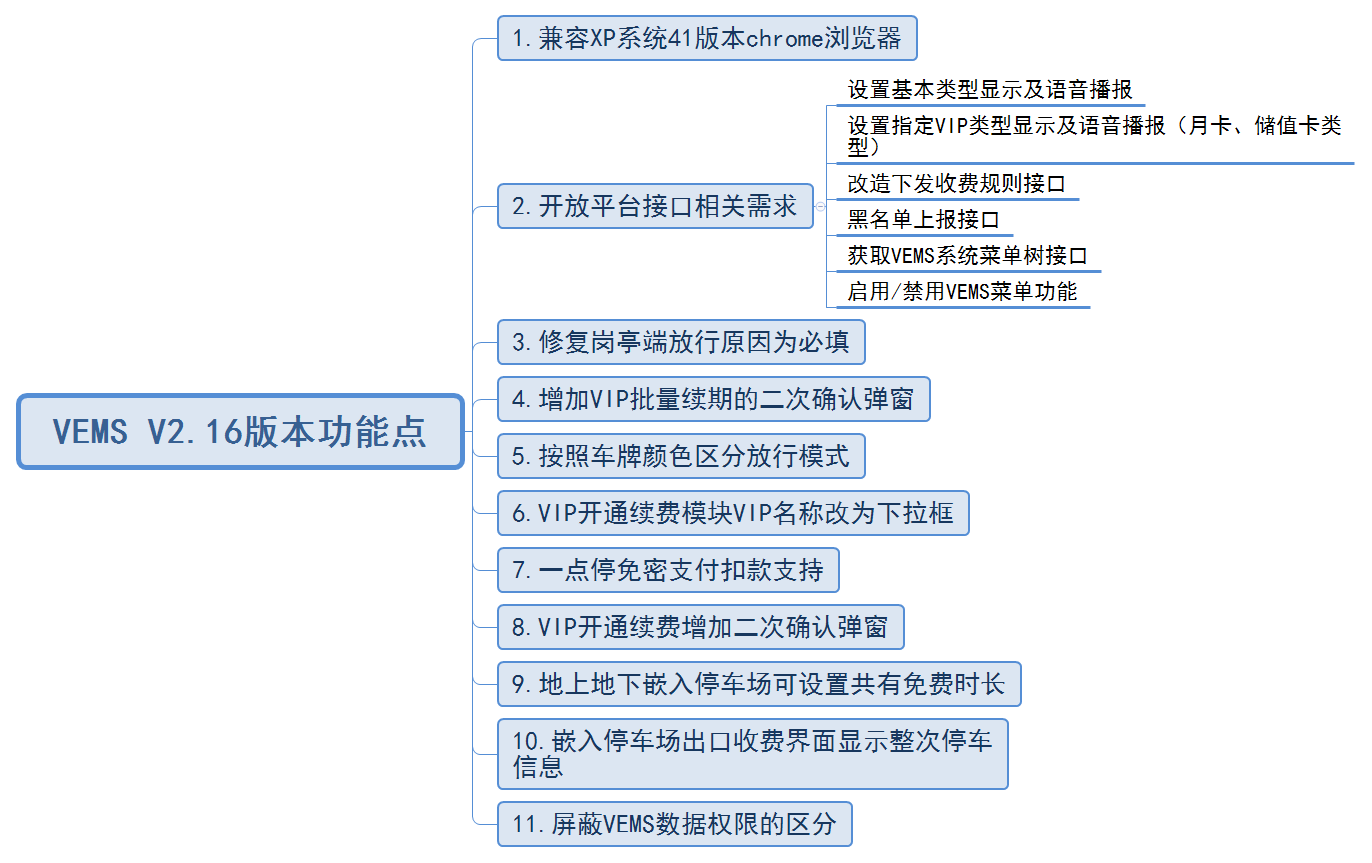 VEMS V2.16版本功能点
1.兼容XP系统41版本chrome浏览器
2.开放平台接口相关需求
设置基本类型显示及语音播报
设置指定VIP类型显示及语音播报（月卡、储值卡类
型）
改造下发收费规则接口
黑名单上报接口
获取VEMS系统菜单树接口
启用/禁用VEMS菜单功能
3.修复岗亭端放行原因为必填
4.增加VIP批量续期的二次确认弹窗
5.按照车牌颜色区分放行模式
6.VIP开通续费模块VIP名称改为下拉框
7.一点停免密支付扣款支持
8.VIP开通续费增加二次确认弹窗
9.地上地下嵌入停车场可设置共有免费时长
10.嵌入停车场出口收费界面显示整次停车
信息
11.屏蔽VEMS数据权限的区分